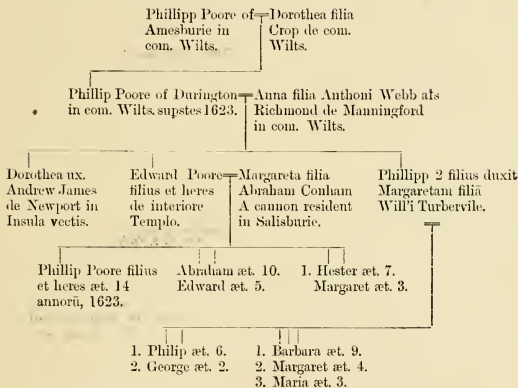 Phillipp Poore of
Amesburie in
com. Wilts.
Dorothea filia
Crop de com.
Wilts.
Phillip Poore of Durington
in com. Wilts. supstes 1623.
Anna filia Anthoni Webb als
Richmond de Manningford
in com. Wilts.
Dorothea ux.
Andrew James
de Newport in
Insula vectis.
Edward Poore
filius et heres
de interiore
Templo.
Margareta filia
Abraham Conham
A cannon resident
in Salisburie.
Phillipp 2 filius duxit
Margaretam filiā
Will'i Turbervile.
Phillip Poore filius
et heres æt. 14
annorū, 1623.
Abraham æt. 10.
Edward æt. 5.
1. Hester æt. 7.
Margaret æt. 3.
1. Philip æt. 6.
2. George æt. 2.
1. Barbara æt. 9.
2. Margaret æt. 4.
3. Maria æt. 3.